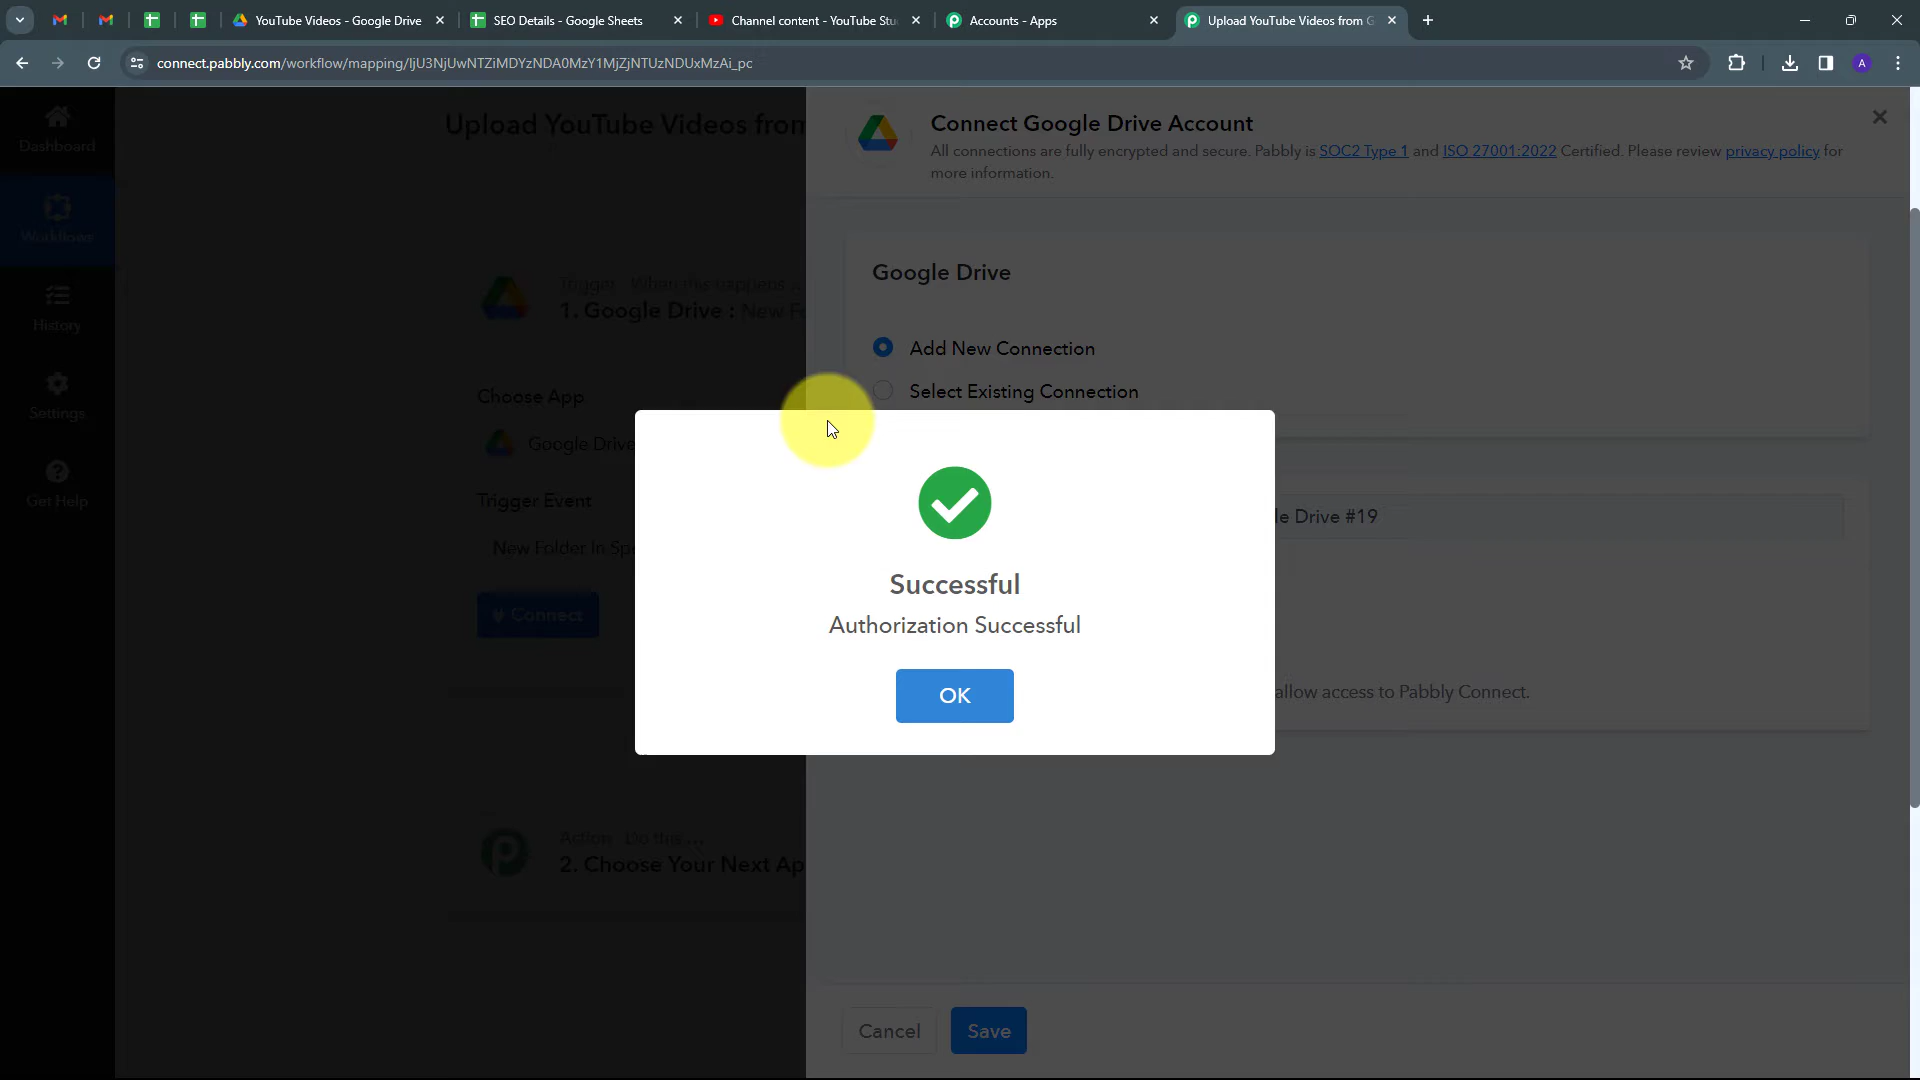 YouTube Videos - Google Drive
SEO Details - Google Sheets
Channel content - YouTube Stu
Accounts - Apps
Upload YouTube Videos from G
connect.pabbly.com/workflow/mapping/IjU3NjUwNTZiMDYzNDA0MzY1MjZjNTUzNDUxMzAi_pc
A
Dashboard
Workflows
History
Settings
Get Help
Upload YouTube Videos from
Trigger : When this happens
1. Google Drive : New Fo
Choose App
Google Drive
Trigger Event
New Folder In Spe
Connect
Action : Do this ...
2. Choose Your Next Ap
Connect Google Drive Account
All connections are fully encrypted and secure. Pabbly is SOC2 Type 1 and ISO 27001:2022 Certified. Please review privacy policy for
more information.
Google Drive
Add New Connection
Select Existing Connection
le Drive #19
allow access to Pabbly Connect.
Successful
Authorization Successful
OK
Cancel
Save